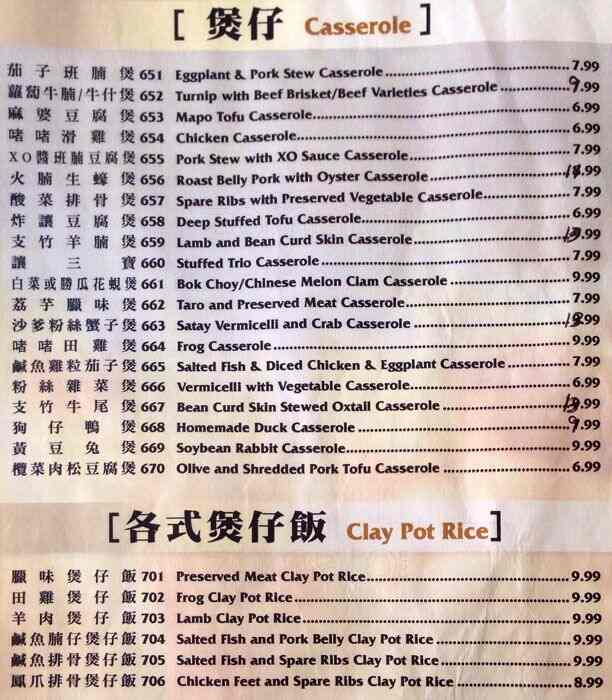 [ 煲仔 Casserole ]
茄子班腩煲 651 Eggplant & Pork Stew Casserole 7.99
蘿蔔牛腩/牛什煲 652 Turnip with Beef Brisket/Beef Varieties Casserole 9.99
麻婆豆腐煲 653 Mapo Tofu Casserole 6.99
啫啫滑雞煲 654 Chicken Casserole 6.99
XO醬班腩豆腐煲 655 Pork Stew with XO Sauce Casserole 7.99
火腩生蠔煲 656 Roast Belly Pork with Oyster Casserole .99
酸菜排骨煲 657 Spare Ribs with Preserved Vegetable Casserole 7.99
炸讓豆腐煲 658 Deep Stuffed Tofu Casserole 6.99
支竹羊腩煲 659 Lamb and Bean Curd Skin Casserole .99
讓三寶 660 Stuffed Trio Casserole 7.99
白菜或勝瓜花蜆煲 661 Bok Choy/Chinese Melon Clam Casserole 9.99
荔芋臘味煲 662 Taro and Preserved Meat Casserole 7.99
沙爹粉絲蟹子煲 663 Satay Vermicelli and Crab Casserole .99
啫啫田雞煲 664 Frog Casserole 9.99
鹹魚雞粒茄子煲 665 Salted Fish & Diced Chicken & Eggplant Casserole 7.99
粉絲雜菜煲 666 Vermicelli with Vegetable Casserole 6.99
支竹牛尾煲 667 Bean Curd Skin Stewed Oxtail Casserole .99
狗仔鴨煲 668 Homemade Duck Casserole 9.99
黃豆兔煲 669 Soybean Rabbit Casserole 9.99
欖菜肉松豆腐煲 670 Olive and Shredded Pork Tofu Casserole 6.99
[ 各式煲仔飯 Clay Pot Rice ]
臘味煲仔飯 701 Preserved Meat Clay Pot Rice 9.99
田雞煲仔飯 702 Frog Clay Pot Rice 9.99
羊肉煲仔飯 703 Lamb Clay Pot Rice 9.99
鹹魚腩仔煲仔飯 704 Salted Fish and Pork Belly Clay Pot Rice 9.99
鹹魚排骨煲仔飯 705 Salted Fish and Spare Ribs Clay Pot Rice 9.99
鳳爪排骨煲仔飯 706 Chicken Feet and Spare Ribs Clay Pot Rice 8.99